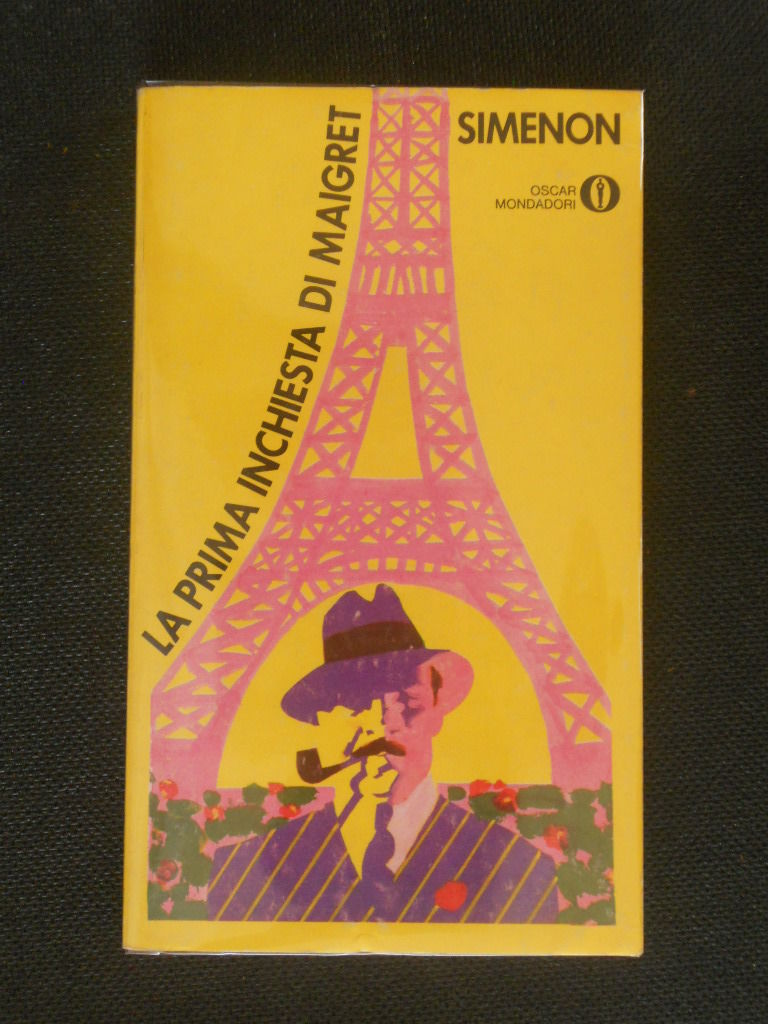 LA PRIMA INCHIESTA DI MAIGRET
SIMENON
OSCAR
MONDADORI